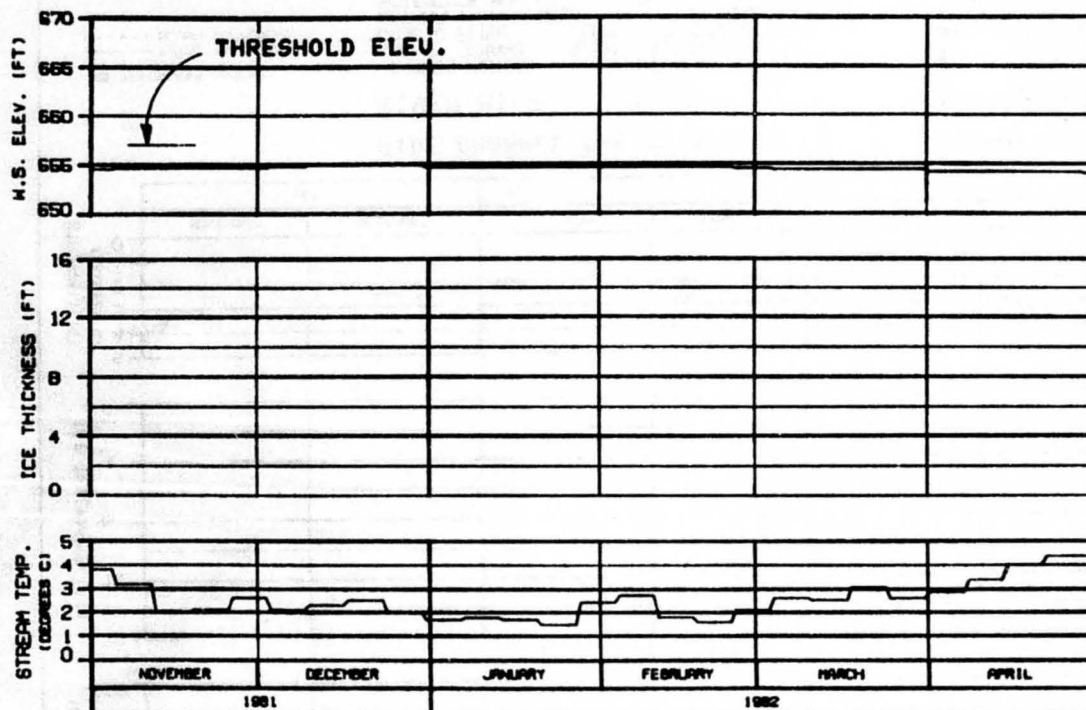 W.S. ELEV. (FT)
670
665
660
655
650
THRESHOLD ELEV.
ICE THICKNESS (FT)
16
12
8
4
0
STREAM TEMP.
(DEGREES C)
5
4
3
2
1
0
NOVEMBER DECEMBER JANUARY FEBRUARY MARCH APRIL
1981 1982